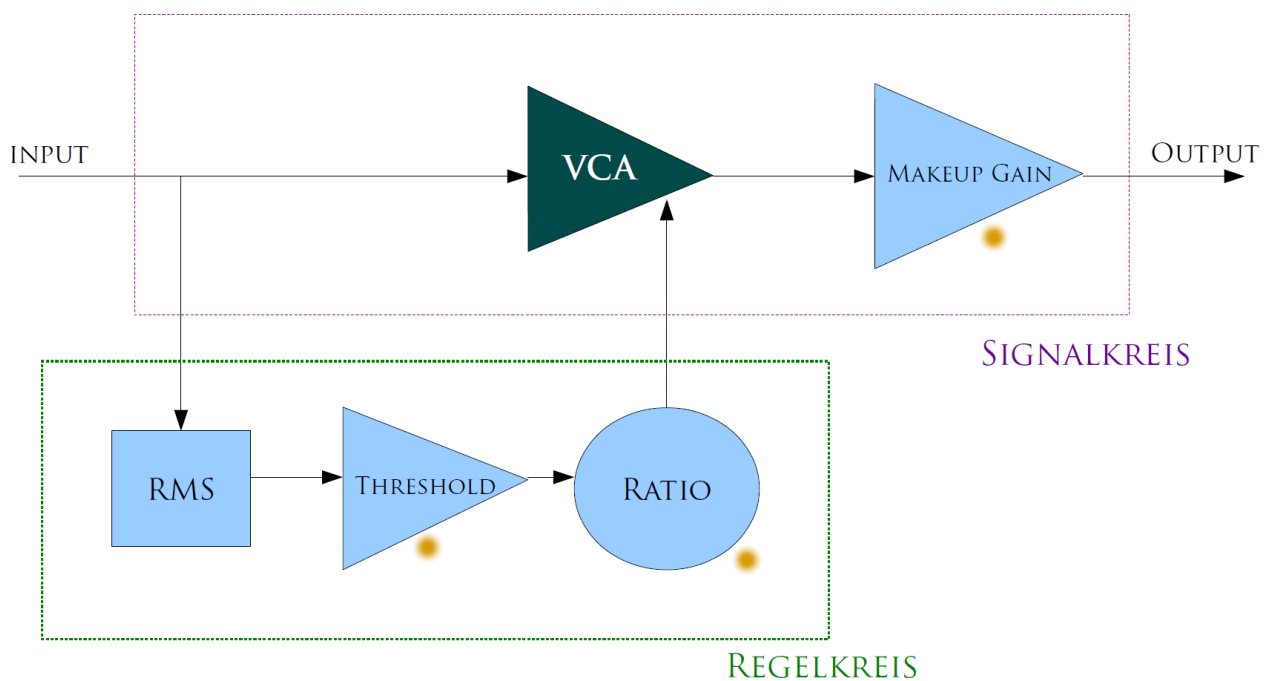 INPUT
VCA
MAKEUP GAIN
OUTPUT
SIGNALKREIS
RMS
THRESHOLD
RATIO
REGELKREIS